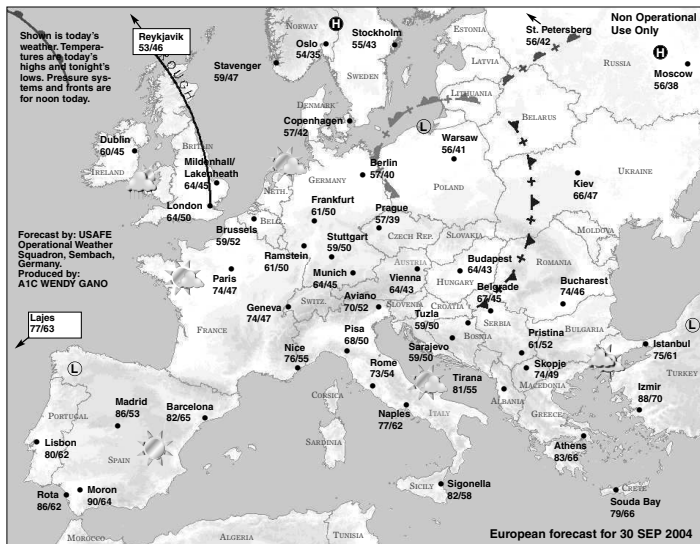 Shown is today's
weather. Tempera-
tures are today's
highs and tonight's
lows. Pressure sys-
tems and fronts are
for noon today.
Reykjavik
53/46
TROUGH
NORWAY
H
Oslo
54/35
Stockholm
55/43
Stavenger
59/47
SWEDEN
ESTONIA
LATVIA
LITHUANIA
St. Petersberg
56/42
Non Operational
Use Only
H
RUSSIA
Moscow
56/38
DENMARK
Copenhagen
57/42
L
BELARUS
Dublin
60/45
IRELAND
BRITAIN
Mildenhall/
Lakenheath
64/45
London
64/50
NETH.
GERMANY
Berlin
57/40
Warsaw
56/41
POLAND
UKRAINE
Kiev
66/47
Frankfurt
61/50
Prague
57/39
BELG.
Brussels
59/52
Stuttgart
59/50
CZECH REP.
SLOVAKIA
MOLDOVA
Forecast by: USAFE
Operational Weather
Squadron, Sembach,
Germany.
Produced by:
A1C WENDY GANO
Ramstein
61/50
Paris
74/47
Munich
64/45
AUSTRIA
Vienna
64/43
Budapest
64/43
HUNGARY
ROMANIA
Bucharest
74/46
Belgrade
67/45
Lajes
77/63
FRANCE
Geneva
74/47
SWITZ.
Aviano
70/52
SLOVENIA
CROATIA
Tuzla
59/50
SERBIA
BOSNIA
Pisa
68/50
Sarajevo
59/50
Pristina
61/52
BULGARIA
L
Istanbul
75/61
L
Nice
76/55
Rome
73/54
Tirana
81/55
Skopje
74/49
MACEDONIA
TURKEY
Izmir
88/70
Madrid
86/53
Barcelona
82/65
CORSICA
Naples
77/62
ITALY
ALBANIA
GREECE
PORTUGAL
Lisbon
80/62
SPAIN
SARDINIA
Athens
83/66
Rota
86/62
Moron
90/64
SICILY
Sigonella
82/58
CRETE
Souda Bay
79/66
MOROCCO
ALGERIA
TUNISIA
European forecast for 30 SEP 2004